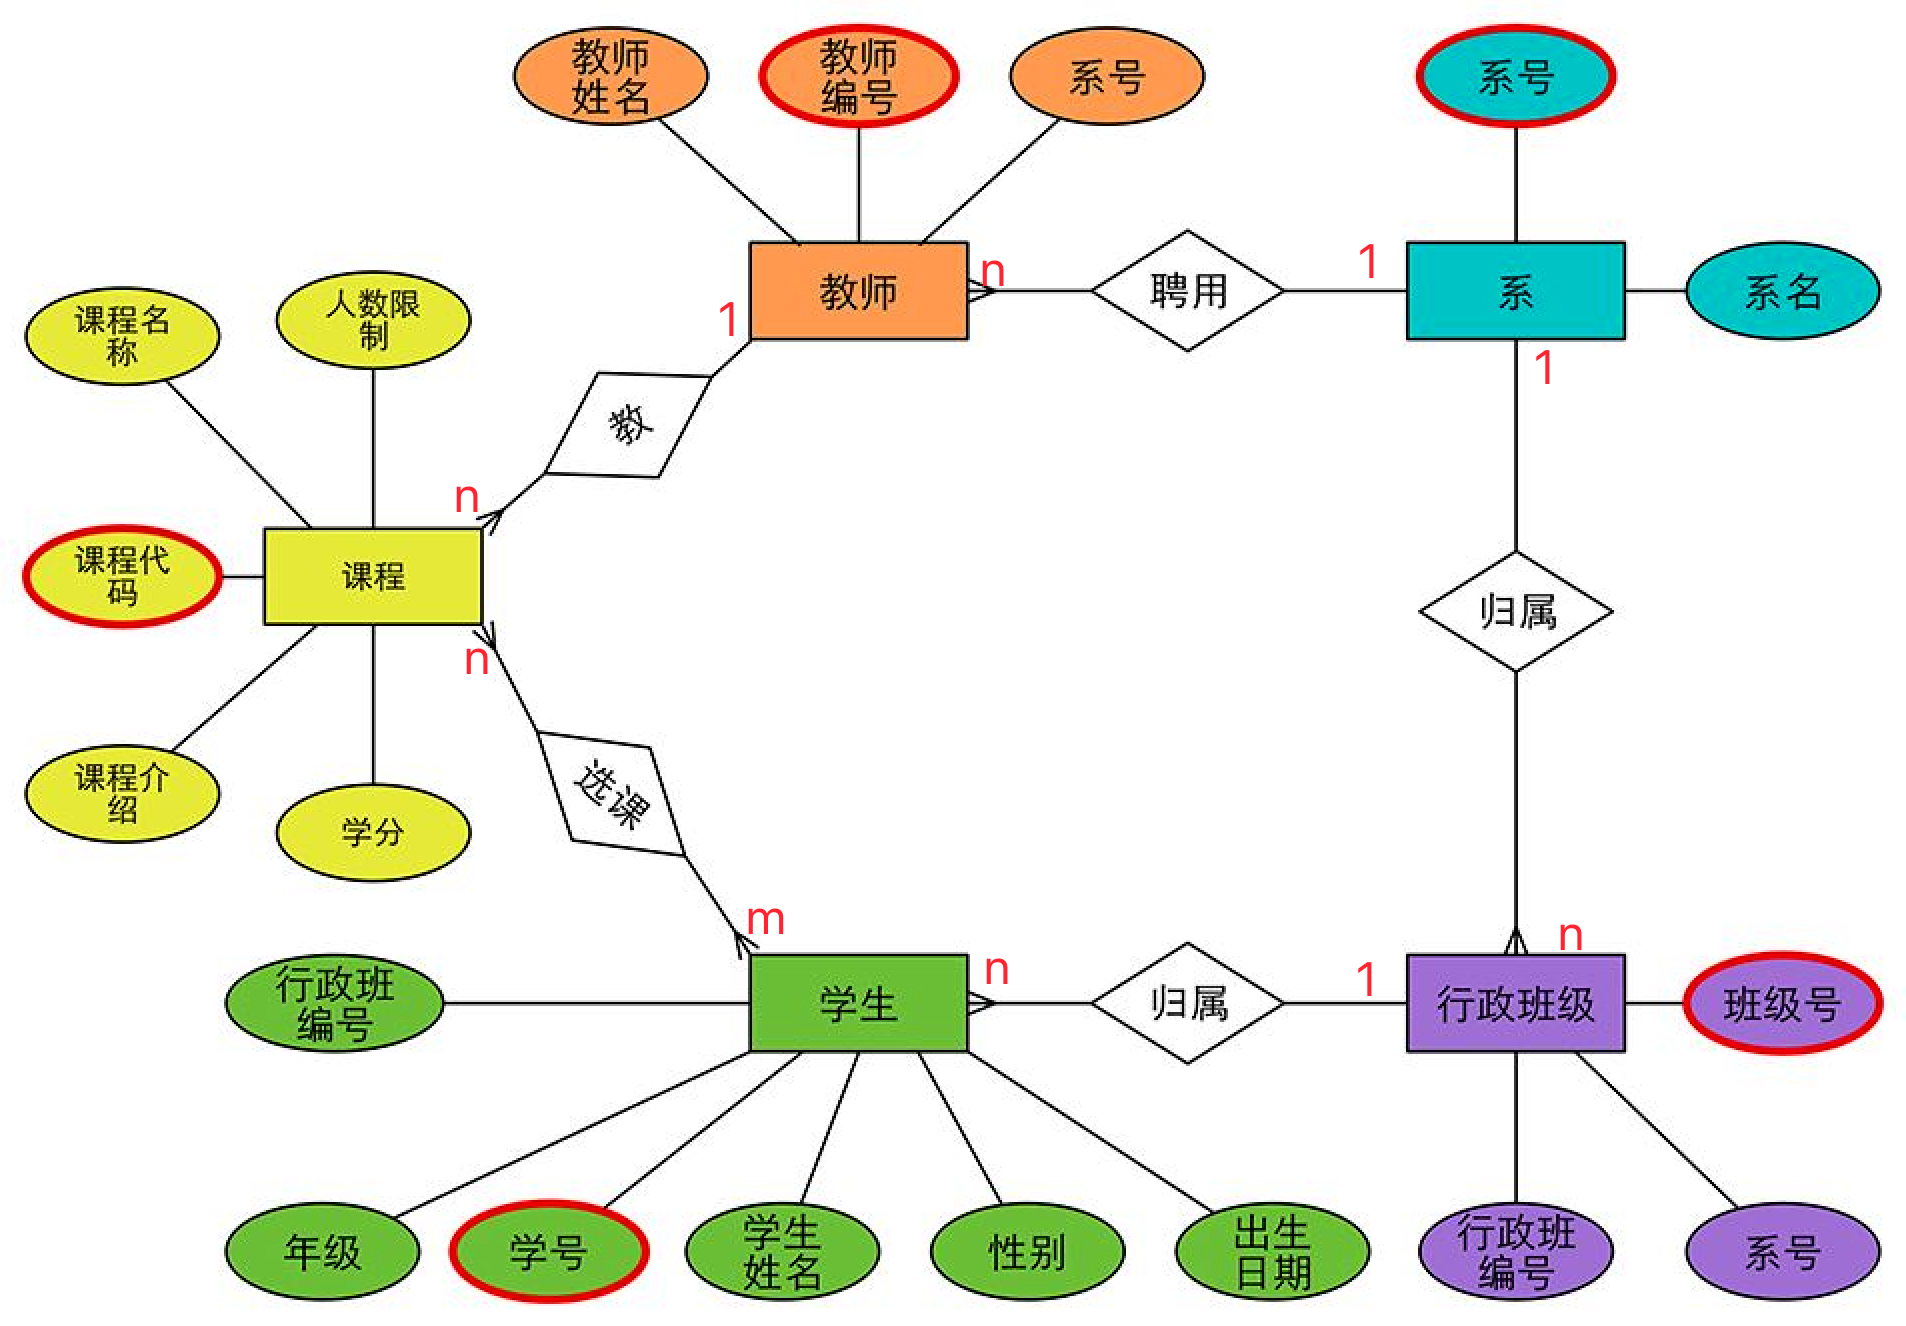 教师
姓名
教师
编号
系号
系号
教师
n
聘用
1
系
系名
1
1
课程名
称
人数限
制
教
n
课程代
码
课程
n
归属
选课
课程介
绍
学分
m
n
行政班
编号
学生
n
归属
1
行政班级
班级号
年级
学号
学生
姓名
性别
出生
日期
行政班
编号
系号